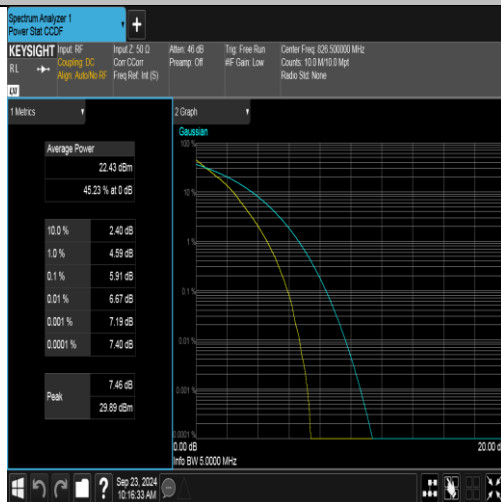 Spectrum Analyzer 1
Power Stat CCDF
KEYSIGHT
RL
LXI
Input: RF
Coupling: DC
Align: Auto/No RF
Input Z: 50 Ω
Corr CCorr
Freq Ref: Int (S)
Atten: 46 dB
Preamp: Off
Trig: Free Run
#IF Gain: Low
Center Freq: 826.500000 MHz
Counts: 10.0 M/10.0 Mpt
Radio Std: None
1 Metrics
Average Power
22.43 dBm
45.23 % at 0 dB
10.0 % 2.40 dB
1.0 % 4.59 dB
0.1 % 5.91 dB
0.01 % 6.67 dB
0.001 % 7.19 dB
0.0001 % 7.40 dB
Peak 7.46 dB
29.89 dBm
2 Graph
Gaussian
100 %
10 %
1 %
0.1 %
0.01 %
0.001 %
0.0001 %
0.00 dB
20.00 d
Info BW 5.0000 MHz
?
Sep 23, 2024
10:16:33 AM